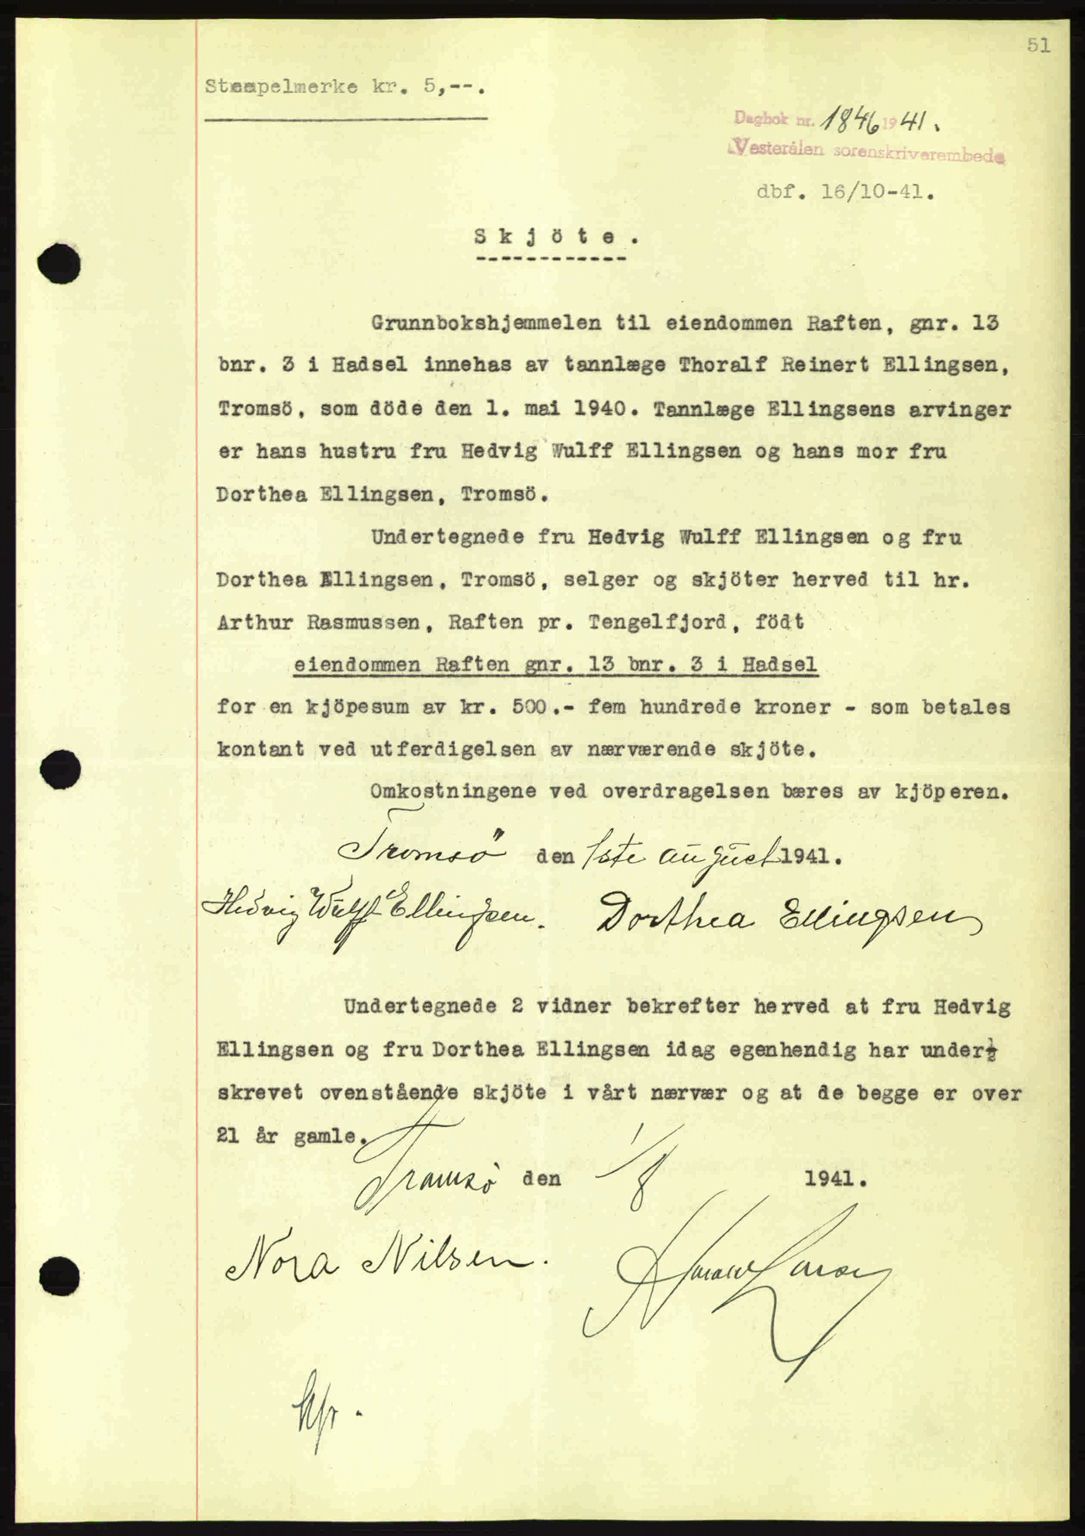 51
Stempelmerke kr. 5,--.
Dagbok nr. 1846 1941.
Vesterålen sorenskriverembede
dbf. 16/10-41.
Skjöte.
Grunnbokshjemmelen til eiendommen Raften, gnr. 13
bnr. 3 i Hadsel innehas av tannlæge Thoralf Reinert Ellingsen,
Tromsö, som döde den 1. mai 1940. Tannlæge Ellingsens arvinger
er hans hustru fru Hedvig Wulff Ellingsen og hans mor fru
Dorthea Ellingsen, Tromsö.
Undertegnede fru Hedvig Wulff Ellingsen og fru
Dorthea Ellingsen, Tromsö, selger og skjöter herved til hr.
Arthur Rasmussen, Raften pr. Tengelfjord, födt
eiendommen Raften gnr. 13 bnr. 3 i Hadsel
for en kjöpesum av kr. 500.- fem hundrede kroner - som betales
kontant ved utferdigelsen av nærværende skjöte.
Omkostningene ved overdragelsen bæres av kjöperen.
Tromsö den 1ste august 1941.
Hedvig Wulff Ellingsen. Dorthea Ellingsen
Undertegnede 2 vidner bekrefter herved at fru Hedvig
Ellingsen og fru Dorthea Ellingsen idag egenhendig har under-
skrevet ovenstående skjöte i vårt nærvær og at de begge er over
21 år gamle.
Tromsö den 1/8 1941.
Nora Nilsen. Harald Larsen